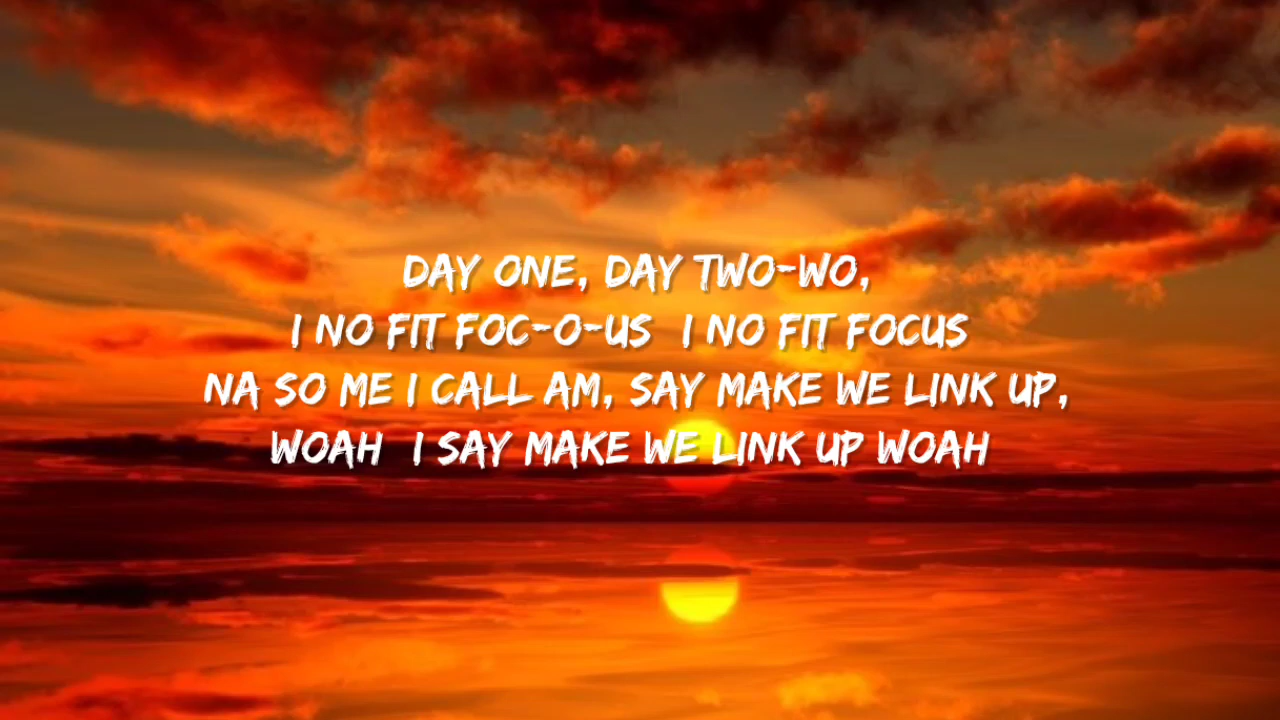 DAY ONE, DAY TWO-WO,
I NO FIT FOC-O-US  I NO FIT FOCUS
NA SO ME I CALL AM, SAY MAKE WE LINK UP,
WOAH  I SAY MAKE WE LINK UP WOAH